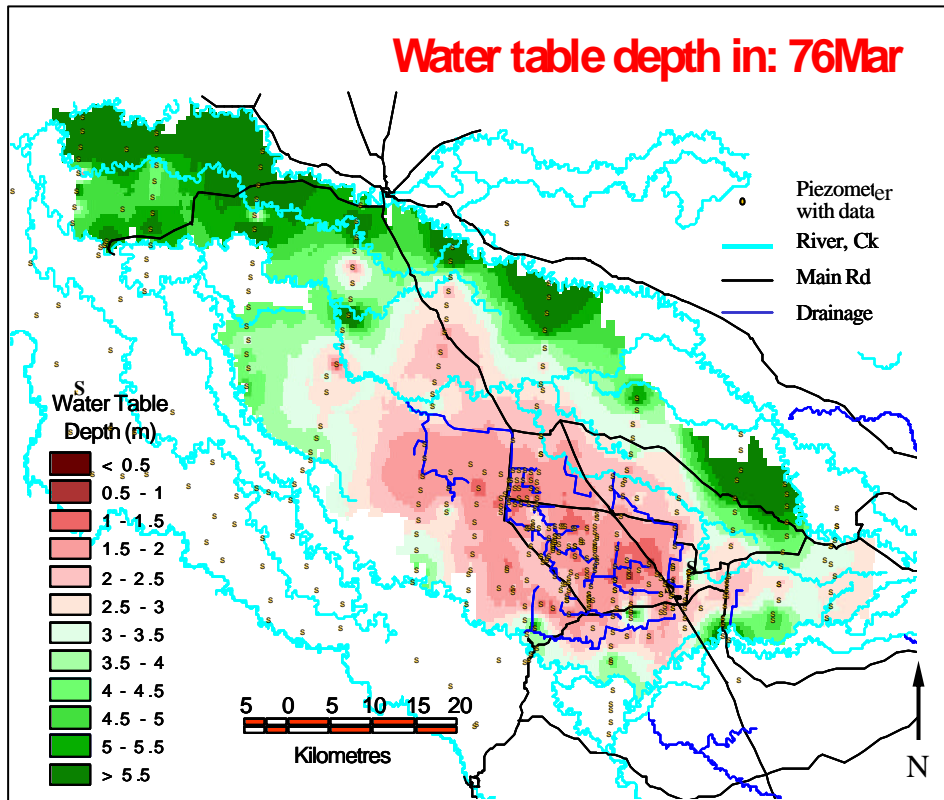 Water table depth in: 76Mar
Piezometer
with data
River, Ck
Main Rd
Drainage
S
Water Table
Depth (m)
< 0.5
0.5 - 1
1 - 1.5
1.5 - 2
2 - 2.5
2.5 - 3
3 - 3.5
3.5 - 4
4 - 4.5
4.5 - 5
5 - 5.5
> 5.5
5 0 5 10 15 20
Kilometres
N